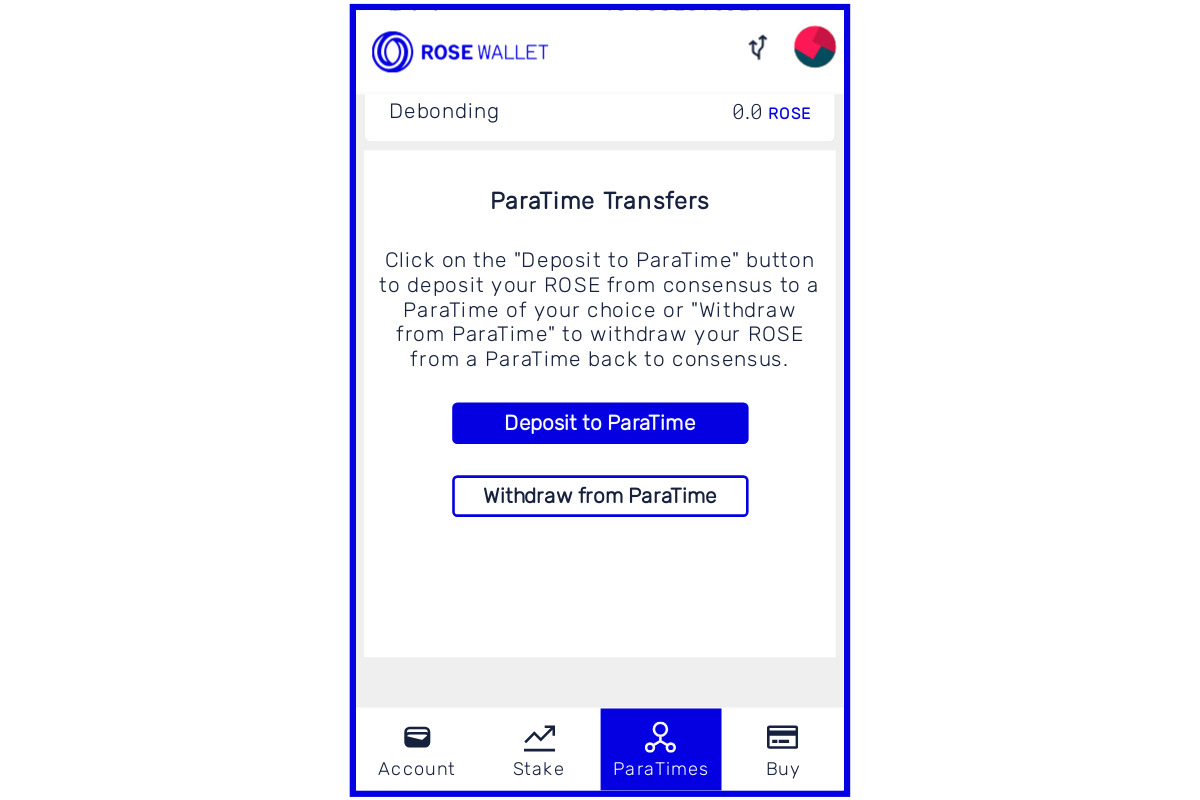 ROSE WALLET
Debonding 0.0 ROSE
ParaTime Transfers
Click on the "Deposit to ParaTime" button
to deposit your ROSE from consensus to a
ParaTime of your choice or "Withdraw
from ParaTime" to withdraw your ROSE
from a ParaTime back to consensus.
Deposit to ParaTime
Withdraw from ParaTime
Account Stake ParaTimes Buy